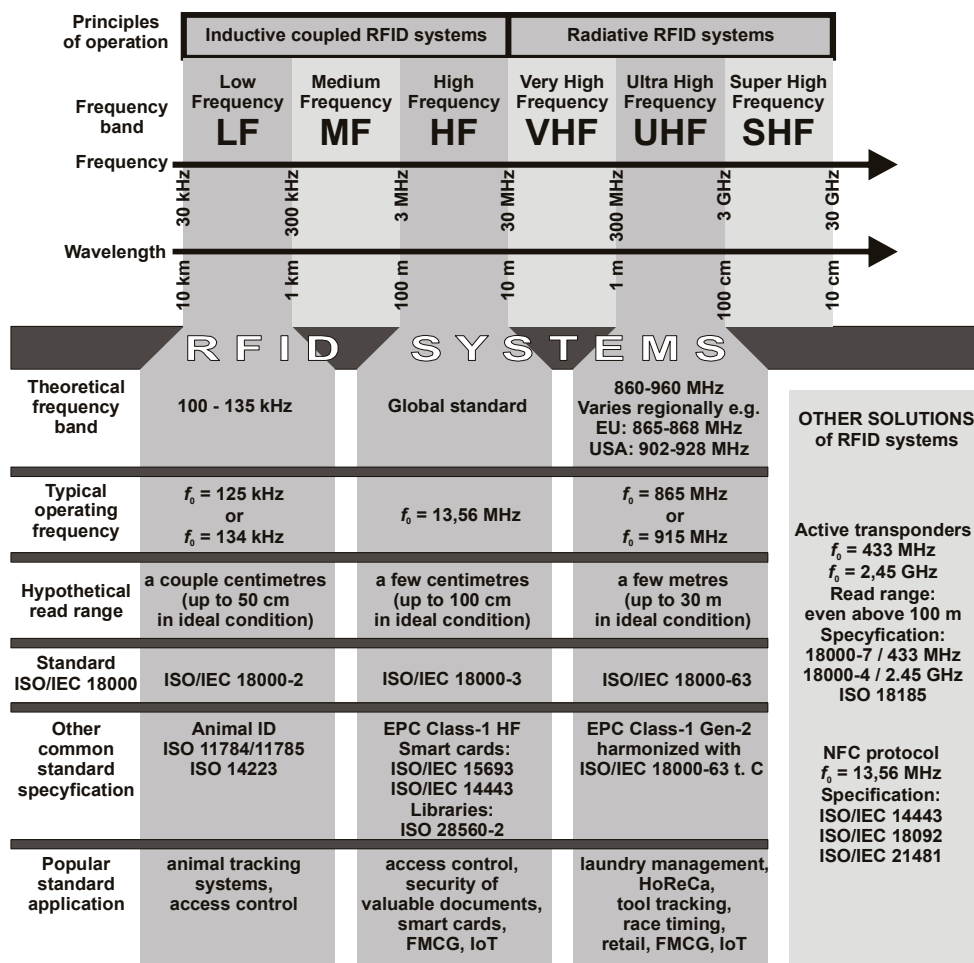 Principles
of operation
Inductive coupled RFID systems
Radiative RFID systems
Frequency
band
Low
Frequency
LF
Medium
Frequency
MF
High
Frequency
HF
Very High
Frequency
VHF
Ultra High
Frequency
UHF
Super High
Frequency
SHF
Frequency
30 kHz
300 kHz
3 MHz
30 MHz
300 MHz
3 GHz
30 GHz
Wavelength
10 km
1 km
100 m
10 m
1 m
100 cm
10 cm
RFID SYSTEMS
Theoretical
frequency
band
100 - 135 kHz
Global standard
860-960 MHz
Varies regionally e.g.
EU: 865-868 MHz
USA: 902-928 MHz
Typical
operating
frequency
f0 = 125 kHz
or
f0 = 134 kHz
f0 = 13,56 MHz
f0 = 865 MHz
or
f0 = 915 MHz
Hypothetical
read range
a couple centimetres
(up to 50 cm
in ideal condition)
a few centimetres
(up to 100 cm
in ideal condition)
a few metres
(up to 30 m
in ideal condition)
Standard
ISO/IEC 18000
ISO/IEC 18000-2
ISO/IEC 18000-3
ISO/IEC 18000-63
Other
common
standard
specyfication
Animal ID
ISO 11784/11785
ISO 14223
EPC Class-1 HF
Smart cards:
ISO/IEC 15693
ISO/IEC 14443
Libraries:
ISO 28560-2
EPC Class-1 Gen-2
harmonized with
ISO/IEC 18000-63 t. C
Popular
standard
application
animal tracking
systems,
access control
access control,
security of
valuable documents,
smart cards,
FMCG, IoT
laundry management,
HoReCa,
tool tracking,
race timing,
retail, FMCG, IoT
OTHER SOLUTIONS
of RFID systems
Active transponders
f0 = 433 MHz
f0 = 2,45 GHz
Read range:
even above 100 m
Specyfication:
18000-7 / 433 MHz
18000-4 / 2.45 GHz
ISO 18185
NFC protocol
f0 = 13,56 MHz
Specification:
ISO/IEC 14443
ISO/IEC 18092
ISO/IEC 21481